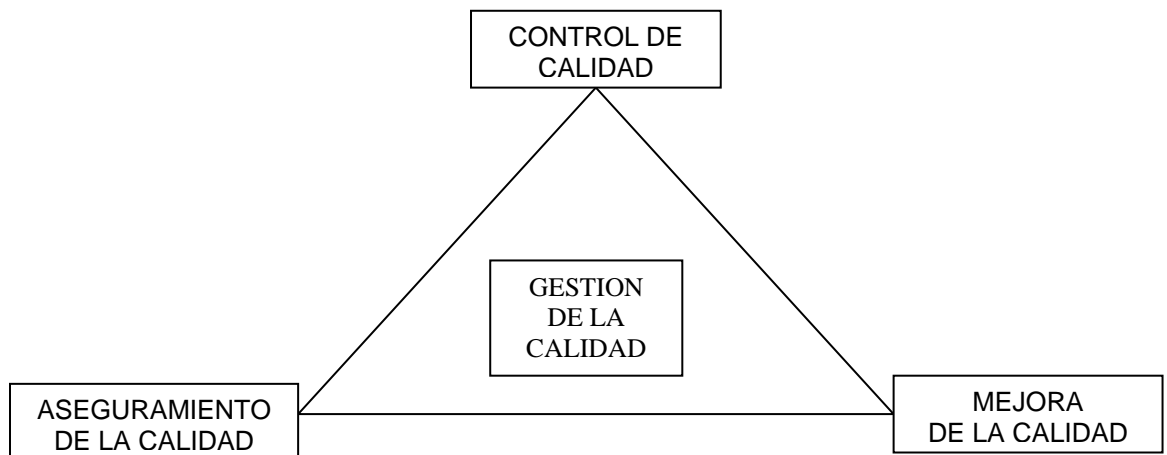 CONTROL DE
CALIDAD
GESTION
DE LA
CALIDAD
ASEGURAMIENTO
DE LA CALIDAD
MEJORA
DE LA CALIDAD